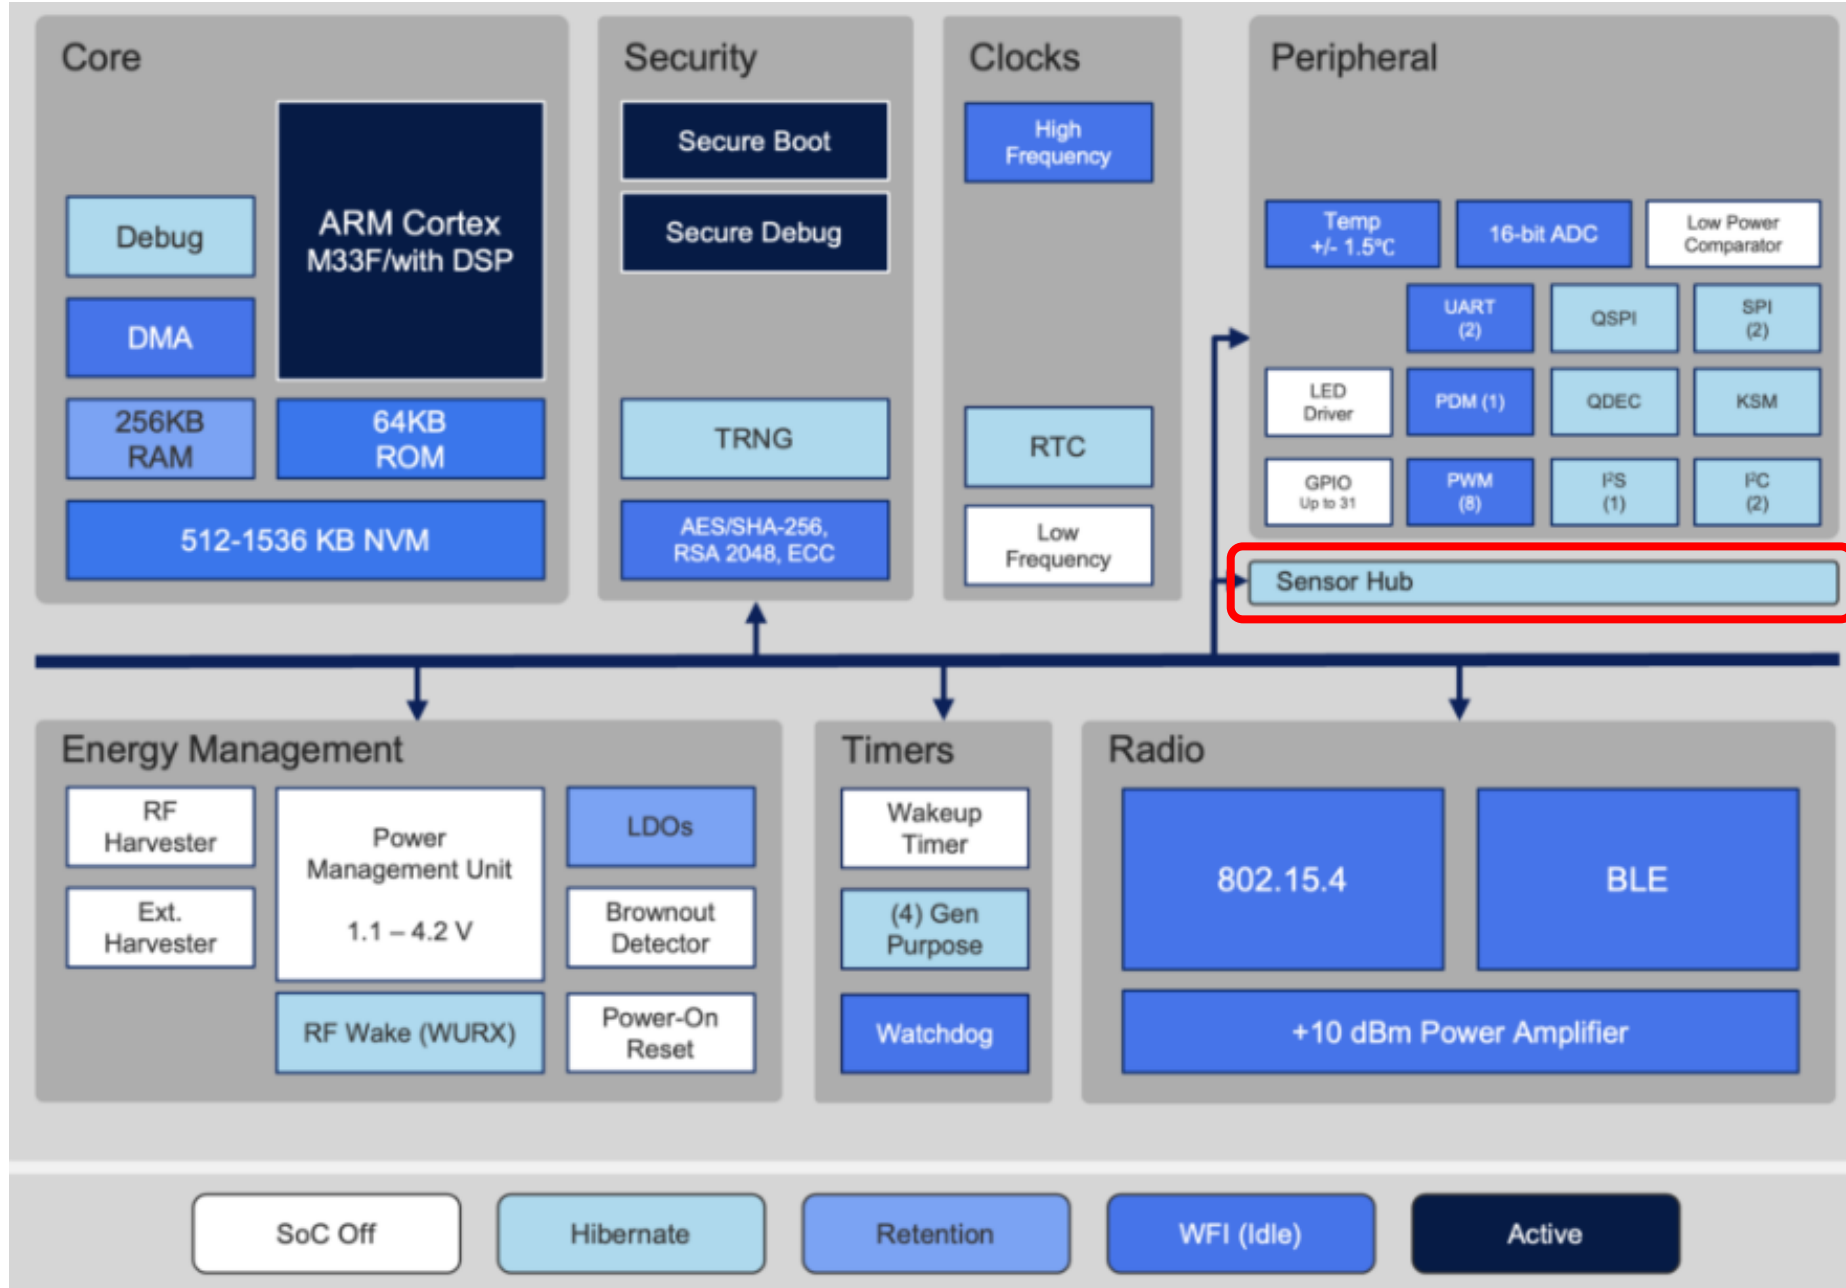 Core
Debug
ARM Cortex
M33F/with DSP
DMA
256KB
RAM
64KB
ROM
512-1536 KB NVM
Security
Secure Boot
Secure Debug
TRNG
AES/SHA-256,
RSA 2048, ECC
Clocks
High
Frequency
RTC
Low
Frequency
Peripheral
Temp
+/- 1.5°C
16-bit ADC
Low Power
Comparator
UART
(2)
QSPI
SPI
(2)
LED
Driver
PDM (1)
QDEC
KSM
GPIO
Up to 31
PWM
(8)
I²S
(1)
I²C
(2)
Sensor Hub
Energy Management
RF
Harvester
Power
Management Unit
1.1 – 4.2 V
LDOs
Ext.
Harvester
Brownout
Detector
RF Wake (WURX)
Power-On
Reset
Timers
Wakeup
Timer
(4) Gen
Purpose
Watchdog
Radio
802.15.4
BLE
+10 dBm Power Amplifier
SoC Off
Hibernate
Retention
WFI (Idle)
Active